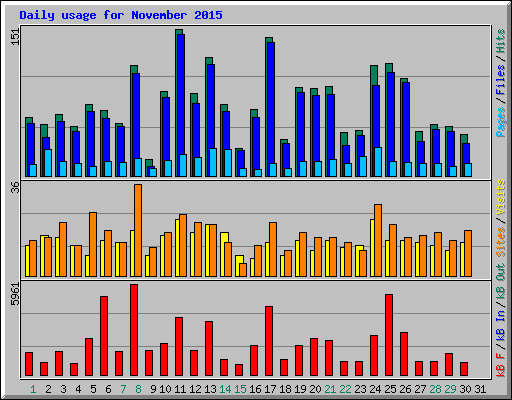 Daily usage for November 2015
151
Pages / Files / Hits
36
Sites / Visits
5961
kB F / kB In / kB Out
1 2 3 4 5 6 7 8 9 10 11 12 13 14 15 16 17 18 19 20 21 22 23 24 25 26 27 28 29 30 31